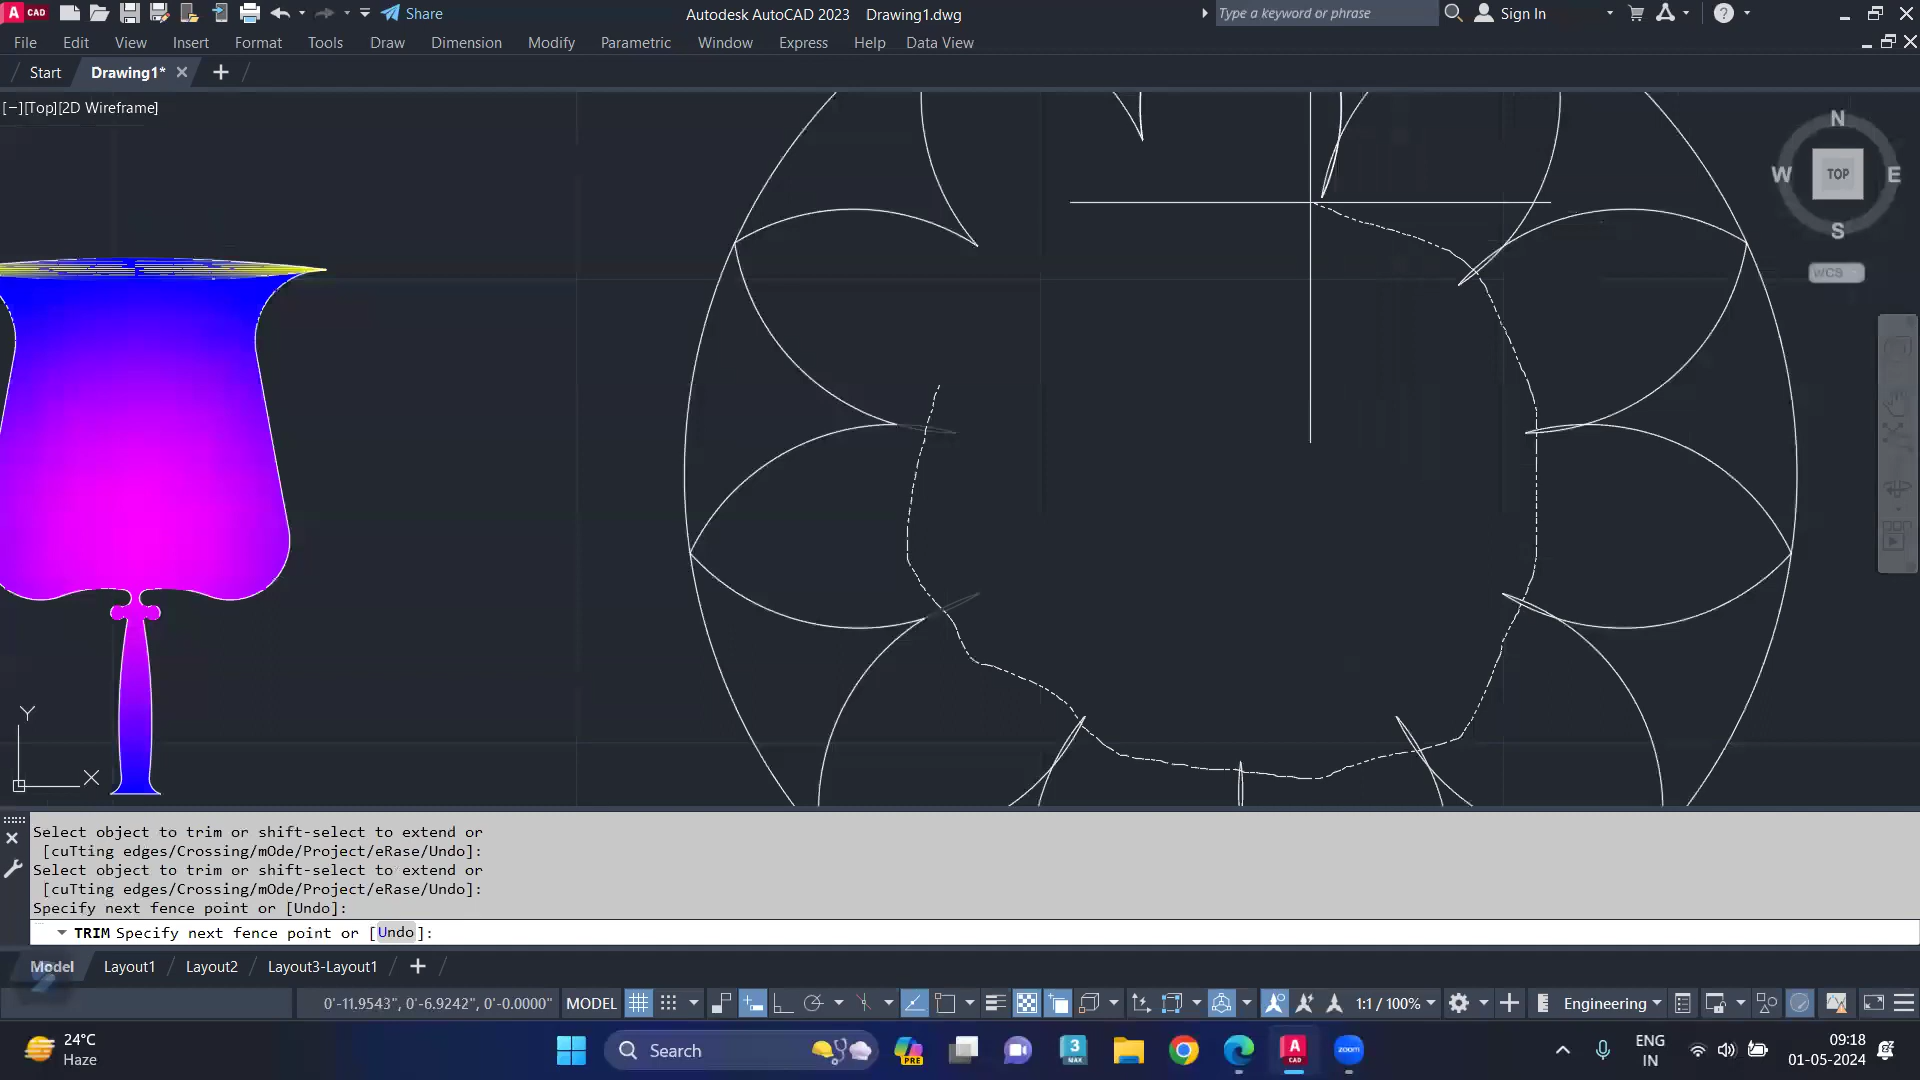 A CAD Share Autodesk AutoCAD 2023 Drawing1.dwg Type a keyword or phrase Sign In
File Edit View Insert Format Tools Draw Dimension Modify Parametric Window Express Help Data View
Start Drawing1*
[−][Top][2D Wireframe]
N
W TOP E
S
WCS
Y
X
Select object to trim or shift-select to extend or
[cuTting edges/Crossing/mOde/Project/eRase/Undo]:
Select object to trim or shift-select to extend or
[cuTting edges/Crossing/mOde/Project/eRase/Undo]:
Specify next fence point or [Undo]:
TRIM Specify next fence point or [Undo]:
Model Layout1 Layout2 Layout3-Layout1
0'-11.9543", 0'-6.9242", 0'-0.0000" MODEL 1:1 / 100% Engineering
24°C
Haze
Search
PRE
3
MAX
A
CAD
zoom
ENG
IN
09:18
01-05-2024